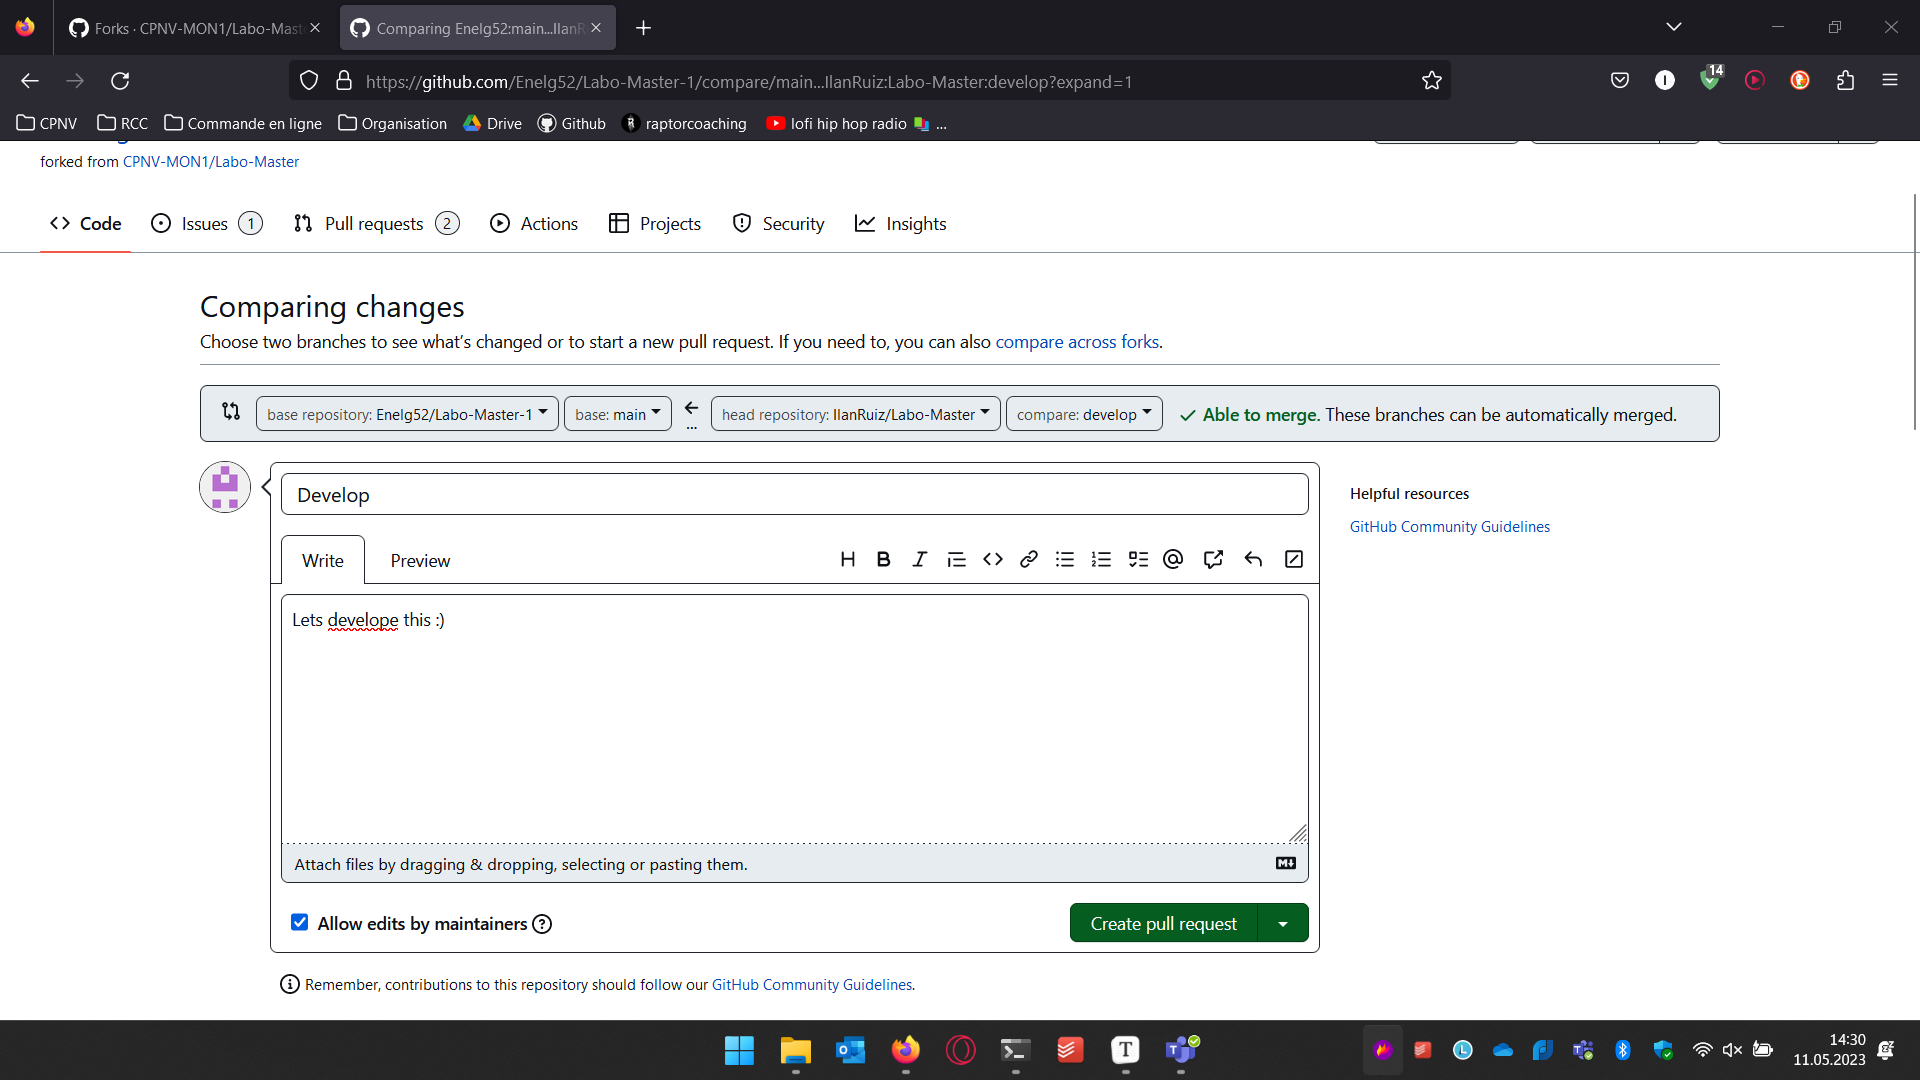 Forks · CPNV-MON1/Labo-Mast
Comparing Enelg52:main...IlanR
https://github.com/Enelg52/Labo-Master-1/compare/main...IlanRuiz:Labo-Master:develop?expand=1
14
CPNV
RCC
Commande en ligne
Organisation
Drive
Github
raptorcoaching
lofi hip hop radio 📚 ...
forked from CPNV-MON1/Labo-Master
Code
Issues 1
Pull requests 2
Actions
Projects
Security
Insights
Comparing changes
Choose two branches to see what's changed or to start a new pull request. If you need to, you can also compare across forks.
base repository: Enelg52/Labo-Master-1
base: main
...
head repository: IlanRuiz/Labo-Master
compare: develop
Able to merge. These branches can be automatically merged.
Develop
Helpful resources
GitHub Community Guidelines
Write
Preview
Lets develope this :)
Attach files by dragging & dropping, selecting or pasting them.
Allow edits by maintainers
Create pull request
Remember, contributions to this repository should follow our GitHub Community Guidelines.
14:30
11.05.2023